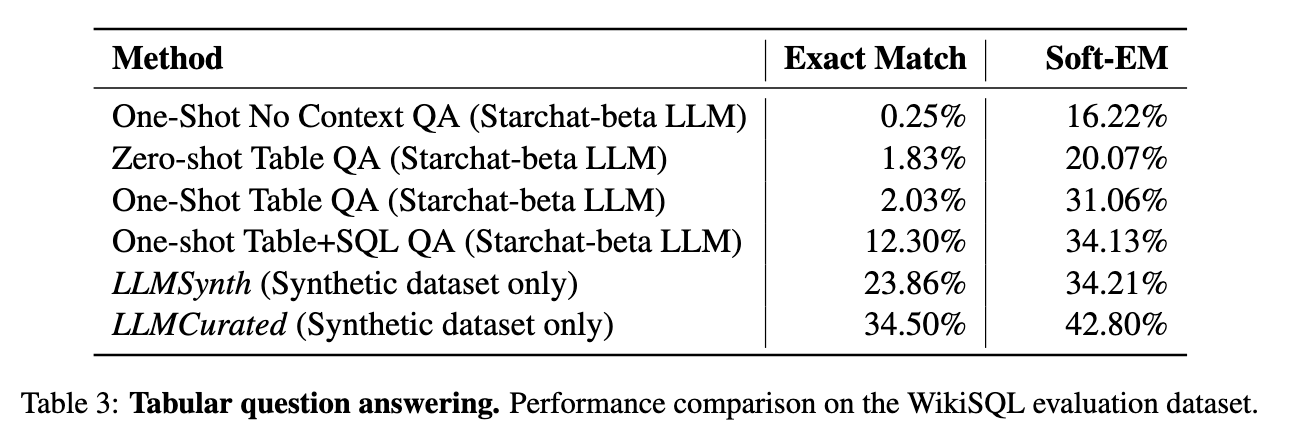 Method Exact Match Soft-EM
One-Shot No Context QA (Starchat-beta LLM) 0.25% 16.22%
Zero-shot Table QA (Starchat-beta LLM) 1.83% 20.07%
One-Shot Table QA (Starchat-beta LLM) 2.03% 31.06%
One-shot Table+SQL QA (Starchat-beta LLM) 12.30% 34.13%
LLMSynth (Synthetic dataset only) 23.86% 34.21%
LLMCurated (Synthetic dataset only) 34.50% 42.80%
Table 3: Tabular question answering. Performance comparison on the WikiSQL evaluation dataset.